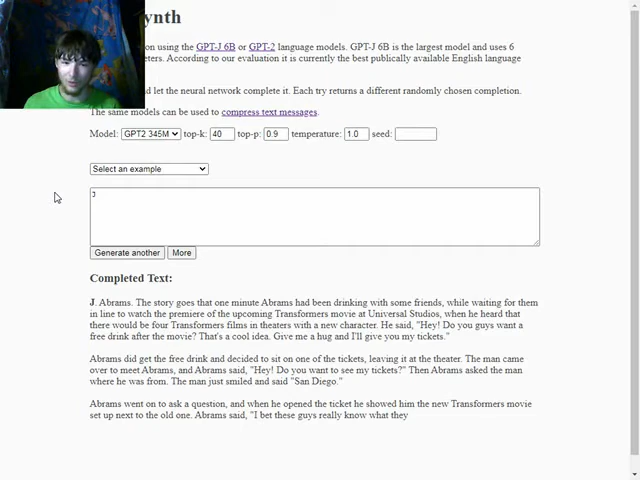 ynth
on using the GPT-J 6B or GPT-2 language models. GPT-J 6B is the largest model and uses 6
eters. According to our evaluation it is currently the best publically available English language
d let the neural network complete it. Each try returns a different randomly chosen completion.
The same models can be used to compress text messages.
Model: GPT2 345M top-k: 40 top-p: 0.9 temperature: 1.0 seed:
Select an example
J
Generate another More
Completed Text:
J. Abrams. The story goes that one minute Abrams had been drinking with some friends, while waiting for them
in line to watch the premiere of the upcoming Transformers movie at Universal Studios, when he heard that
there would be four Transformers films in theaters with a new character. He said, "Hey! Do you guys want a
free drink after the movie? That's a cool idea. Give me a hug and I'll give you my tickets."
Abrams did get the free drink and decided to sit on one of the tickets, leaving it at the theater. The man came
over to meet Abrams, and Abrams said, "Hey! Do you want to see my tickets?" Then Abrams asked the man
where he was from. The man just smiled and said "San Diego."
Abrams went on to ask a question, and when he opened the ticket he showed him the new Transformers movie
set up next to the old one. Abrams said, "I bet these guys really know what they